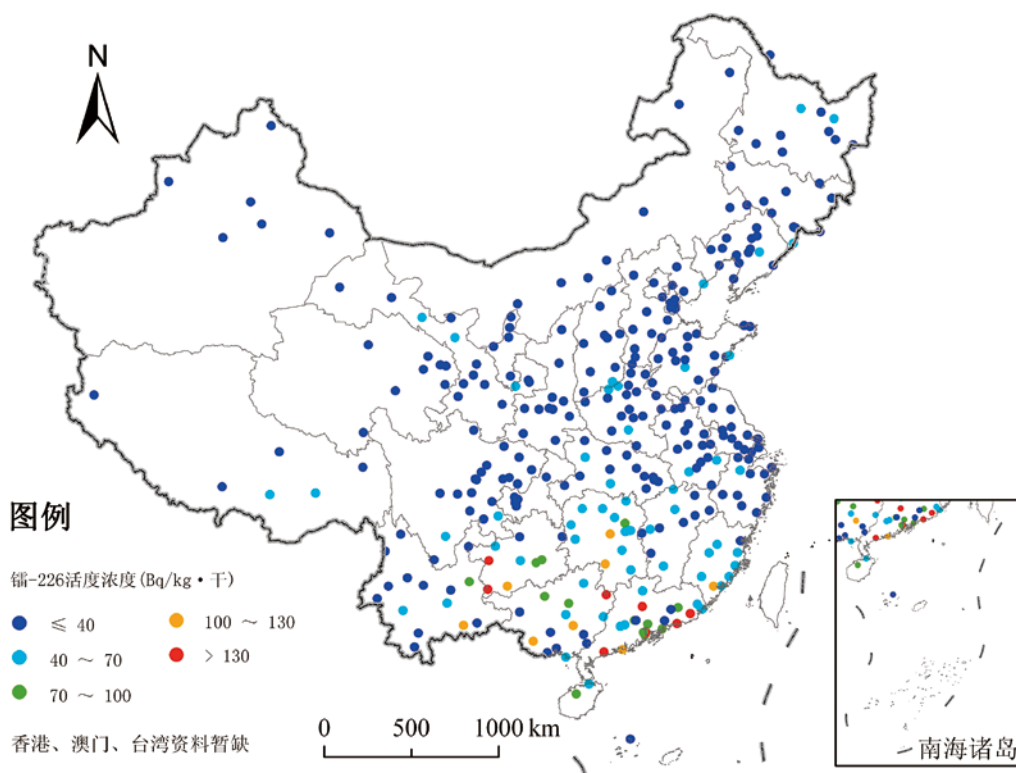 N
图例
镭-226活度浓度(Bq/kg·干)
≤ 40
100 ~ 130
40 ~ 70
> 130
70 ~ 100
香港、澳门、台湾资料暂缺
0 500 1000 km
南海诸岛